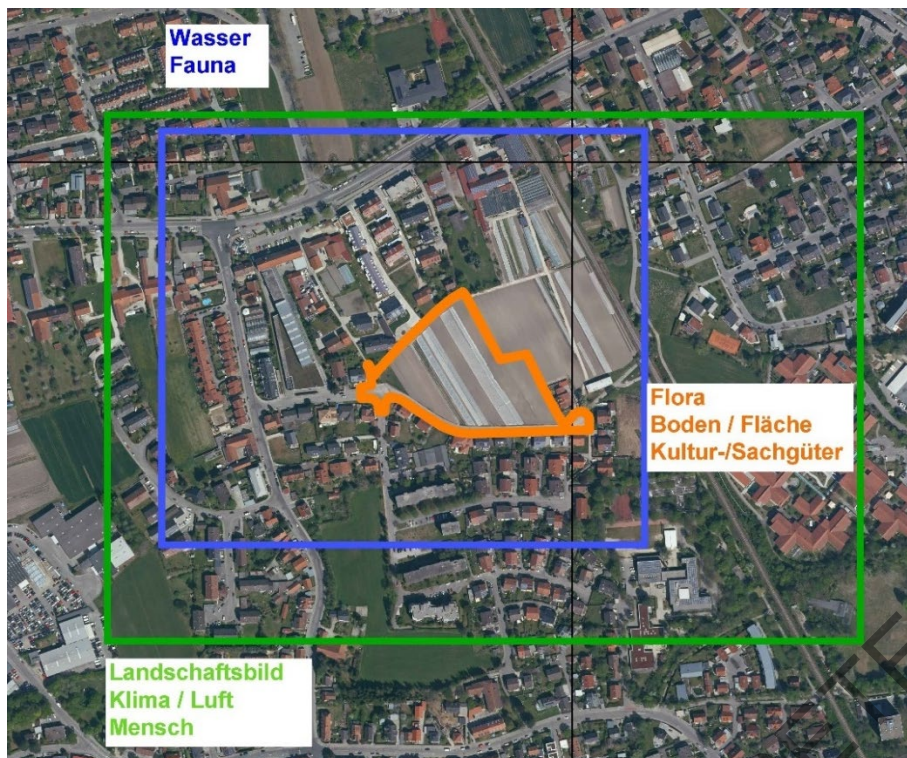 Wasser
Fauna
Flora
Boden / Fläche
Kultur-/Sachgüter
Landschaftsbild
Klima / Luft
Mensch